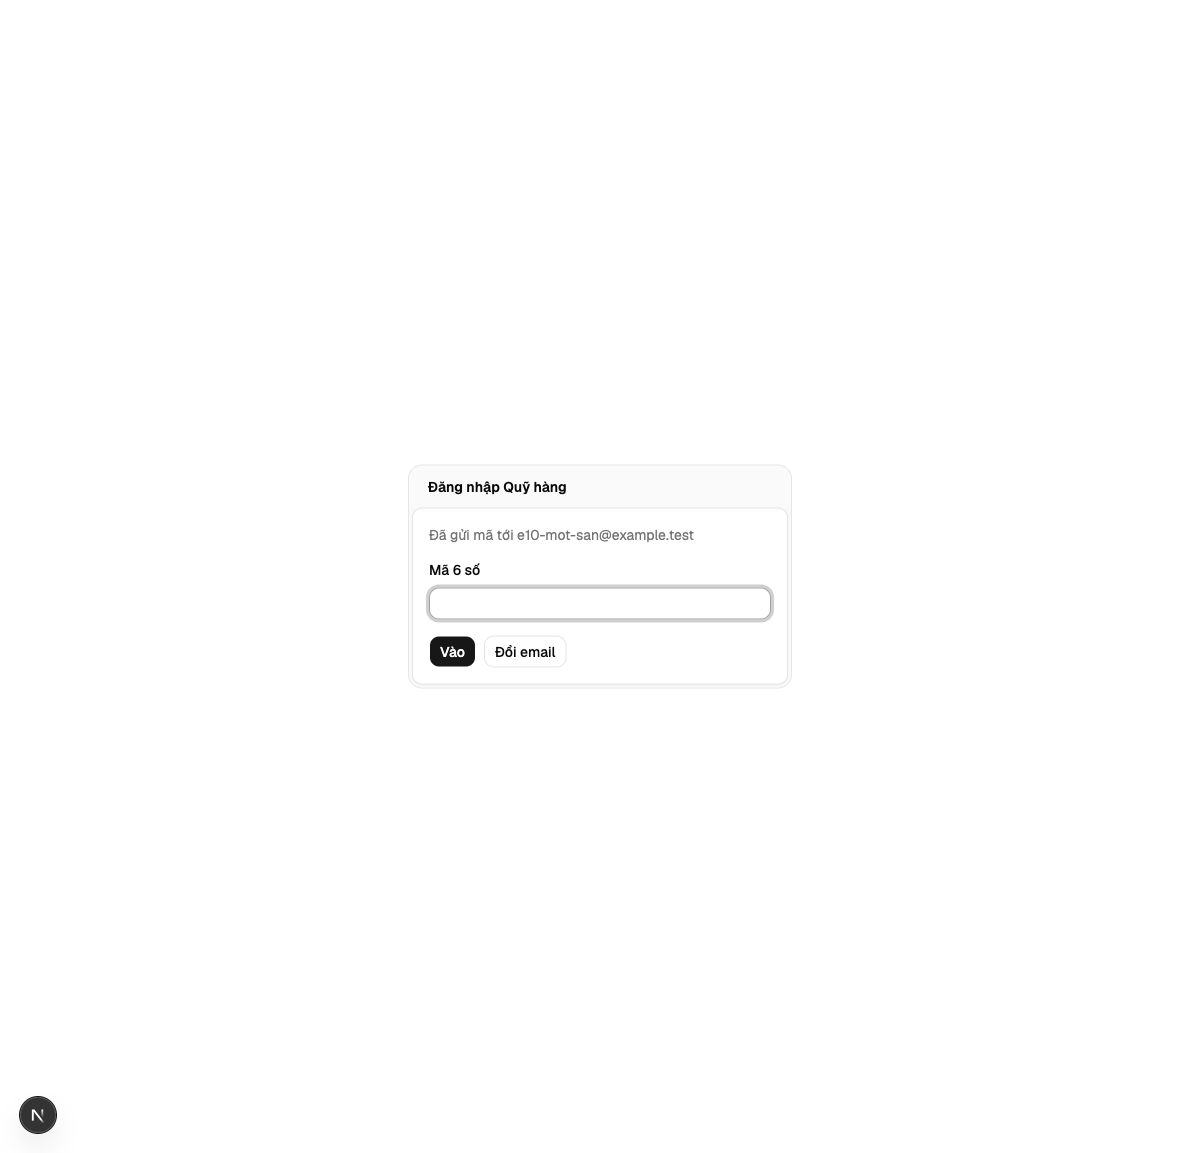 Đăng nhập Quỹ hàng
Đã gửi mã tới e10-mot-san@example.test
Mã 6 số
Vào
Đổi email
N